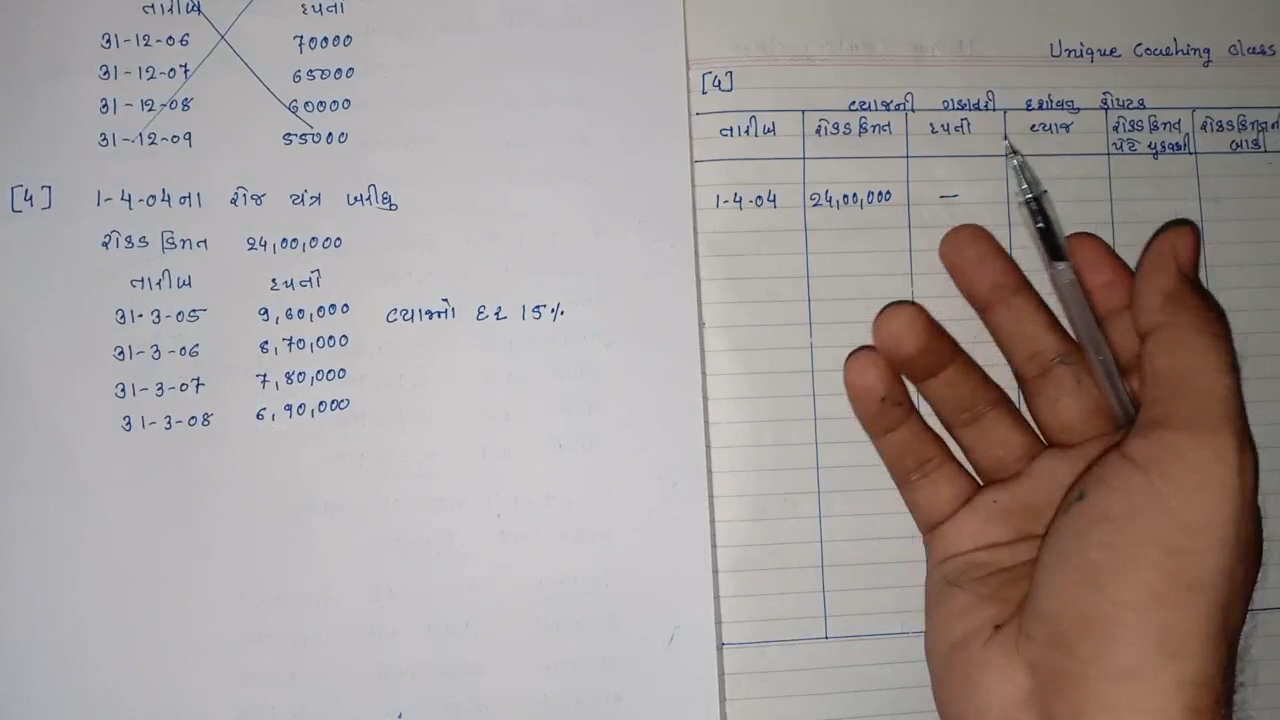 તારીખ હપતો
31-12-06 70000
31-12-07 65000
31-12-08 60000
31-12-09 55000
[4] 1-4-04ના રોજ યંત્ર ખરીધુ
રોકડ કિંમત 24,00,000
તારીખ હપતો
31-3-05 9,60,000 વ્યાજનો દર 15%
31-3-06 8,70,000
31-3-07 7,80,000
31-3-08 6,90,000
Unique Coaching Class
[4]
વ્યાજની ગણતરી દર્શાવતુ કોષ્ટક
તારીખ રોકડ કિંમત હપતો વ્યાજ રોકડ કિંમત પેટે ચુકવણી રોકડ કિંમતની બાકી
1-4-04 24,00,000 —